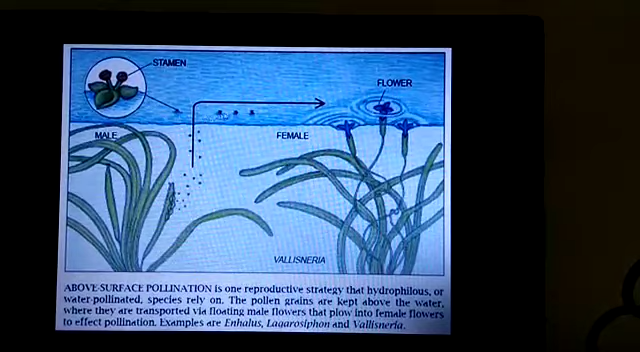 STAMEN
FLOWER
MALE
FEMALE
VALLISNERIA
ABOVE-SURFACE POLLINATION is one reproductive strategy that hydrophilous, or
water-pollinated, species rely on. The pollen grains are kept above the water,
where they are transported via floating male flowers that plow into female flowers
to effect pollination. Examples are Enhalus, Lagarosiphon and Vallisneria.